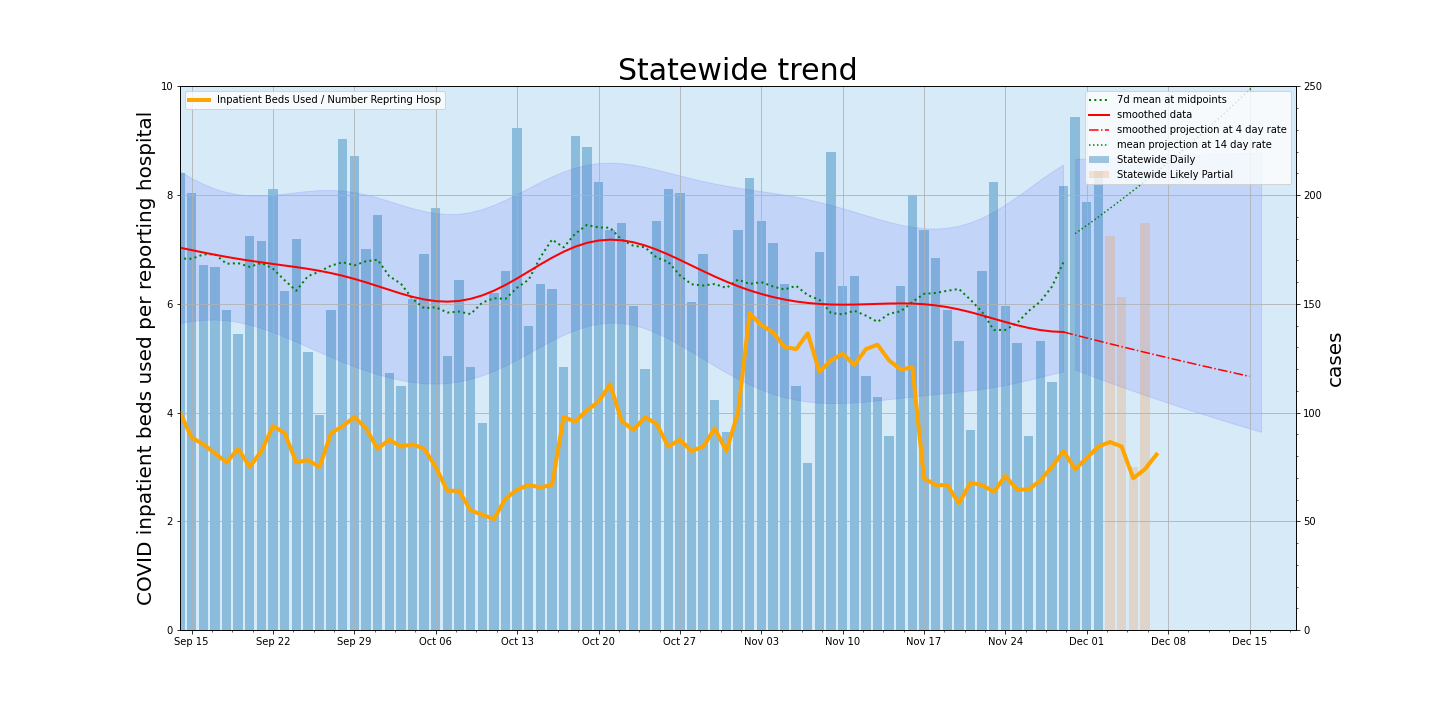 Statewide trend
Inpatient Beds Used / Number Reprting Hosp
7d mean at midpoints
smoothed data
smoothed projection at 4 day rate
mean projection at 14 day rate
Statewide Daily
Statewide Likely Partial
COVID inpatient beds used per reporting hospital
10
8
6
4
2
0
cases
250
200
150
100
50
0
Sep 15 Sep 22 Sep 29 Oct 06 Oct 13 Oct 20 Oct 27 Nov 03 Nov 10 Nov 17 Nov 24 Dec 01 Dec 08 Dec 15